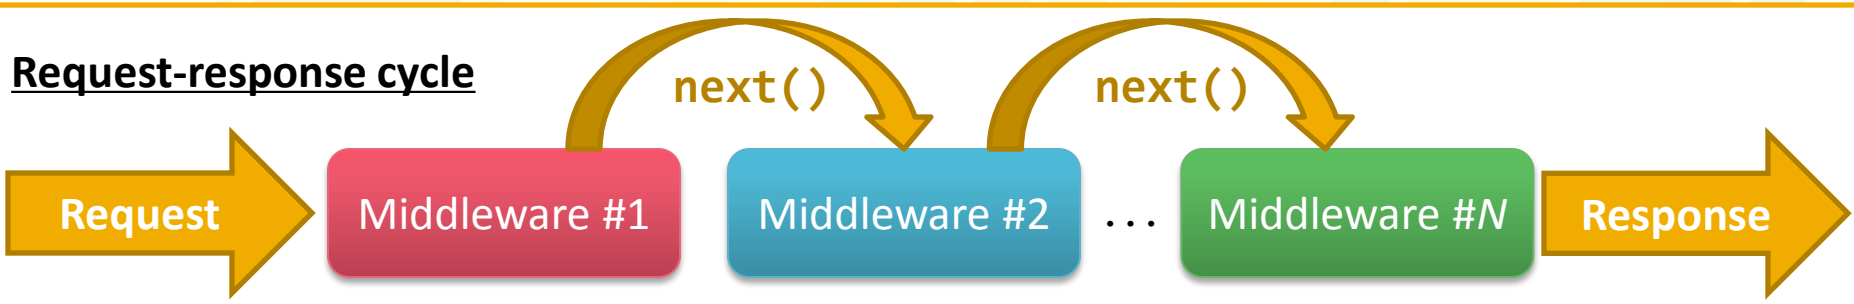 Request-response cycle
next()
next()
Request
Middleware #1
Middleware #2
...
Middleware #N
Response